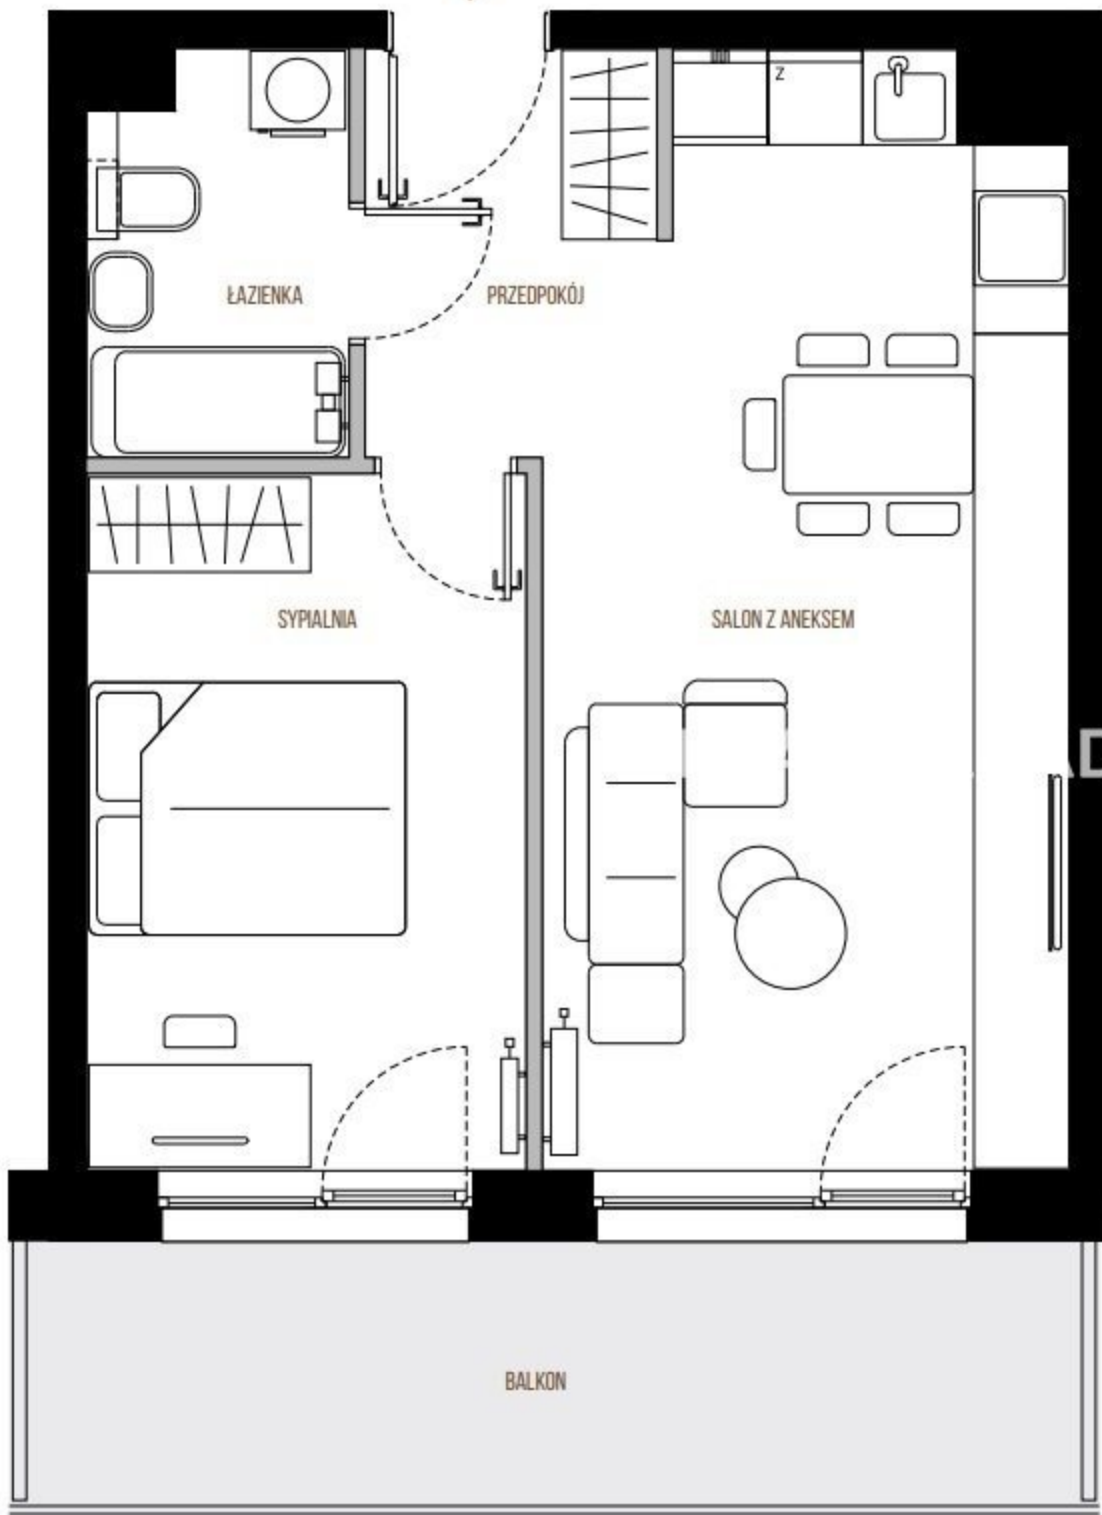 Z
ŁAZIENKA
PRZEDPOKÓJ
SYPIALNIA
SALON Z ANEKSEM
BALKON